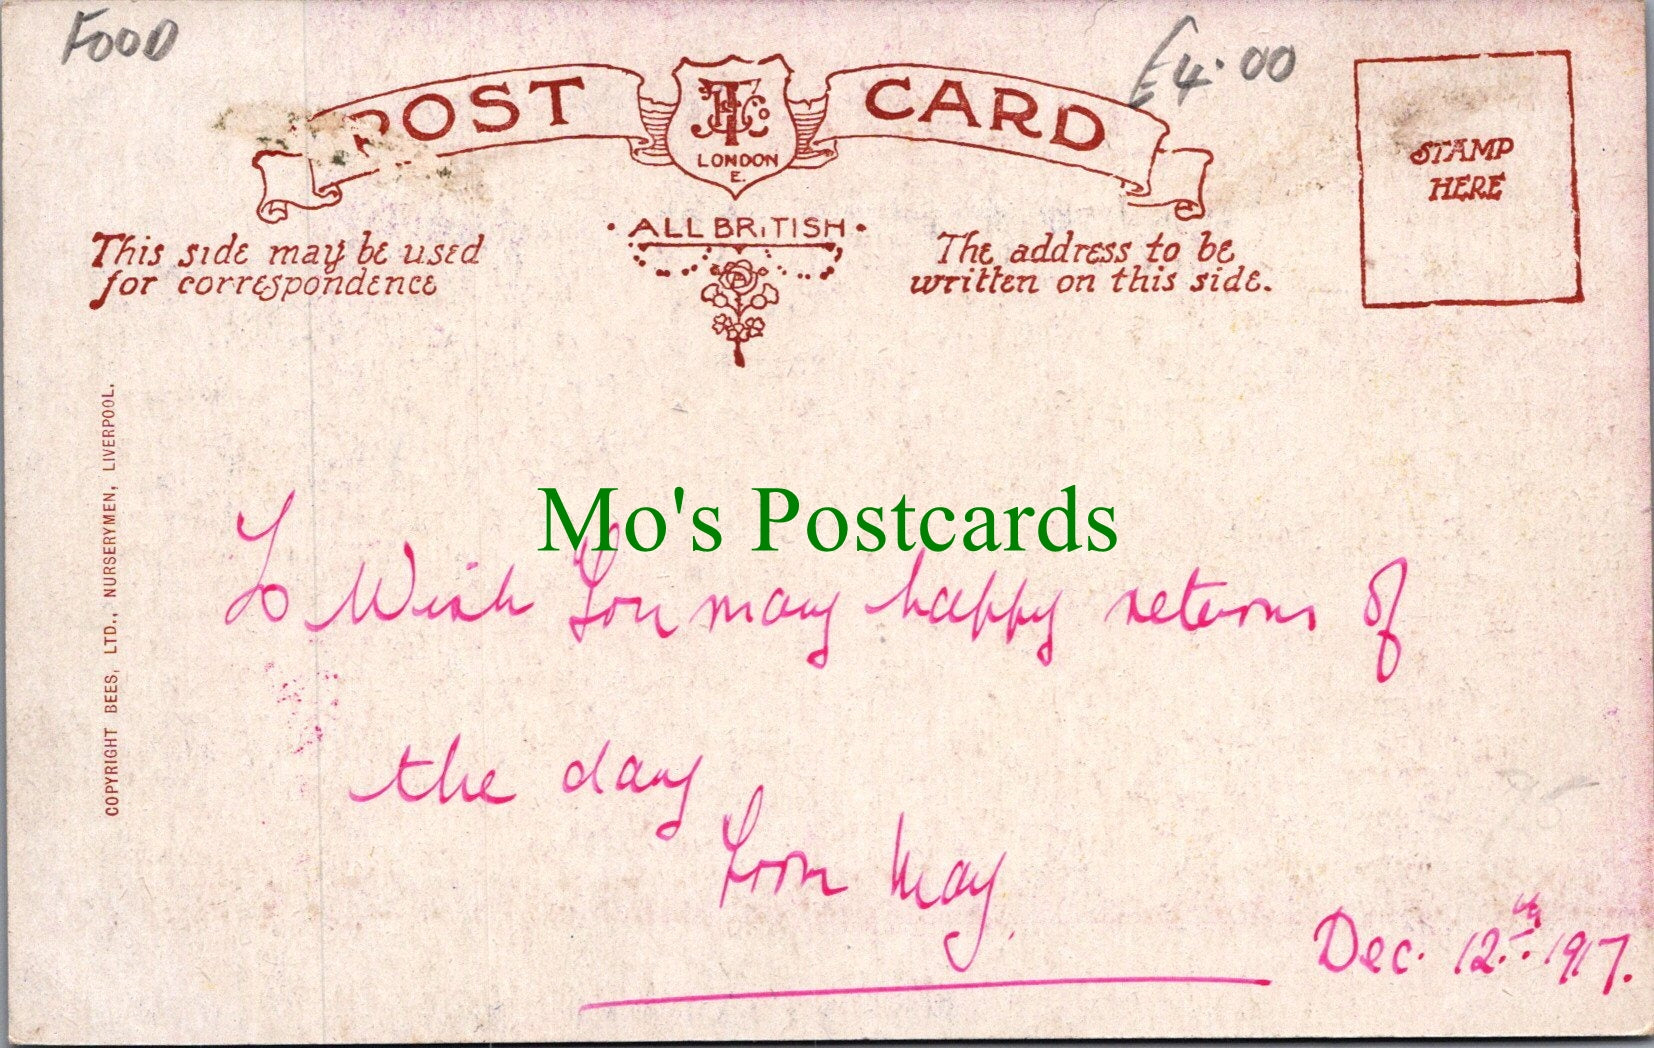 FOOD
£4.00
POST CARD
JTCo
LONDON
E.
STAMP
HERE
ALL BRITISH
This side may be used
for correspondence
The address to be
written on this side.
COPYRIGHT BEES, LTD., NURSERYMEN, LIVERPOOL.
Mo's Postcards
To Wish You many happy returns of
the day
From May.
Dec. 12th 1917.